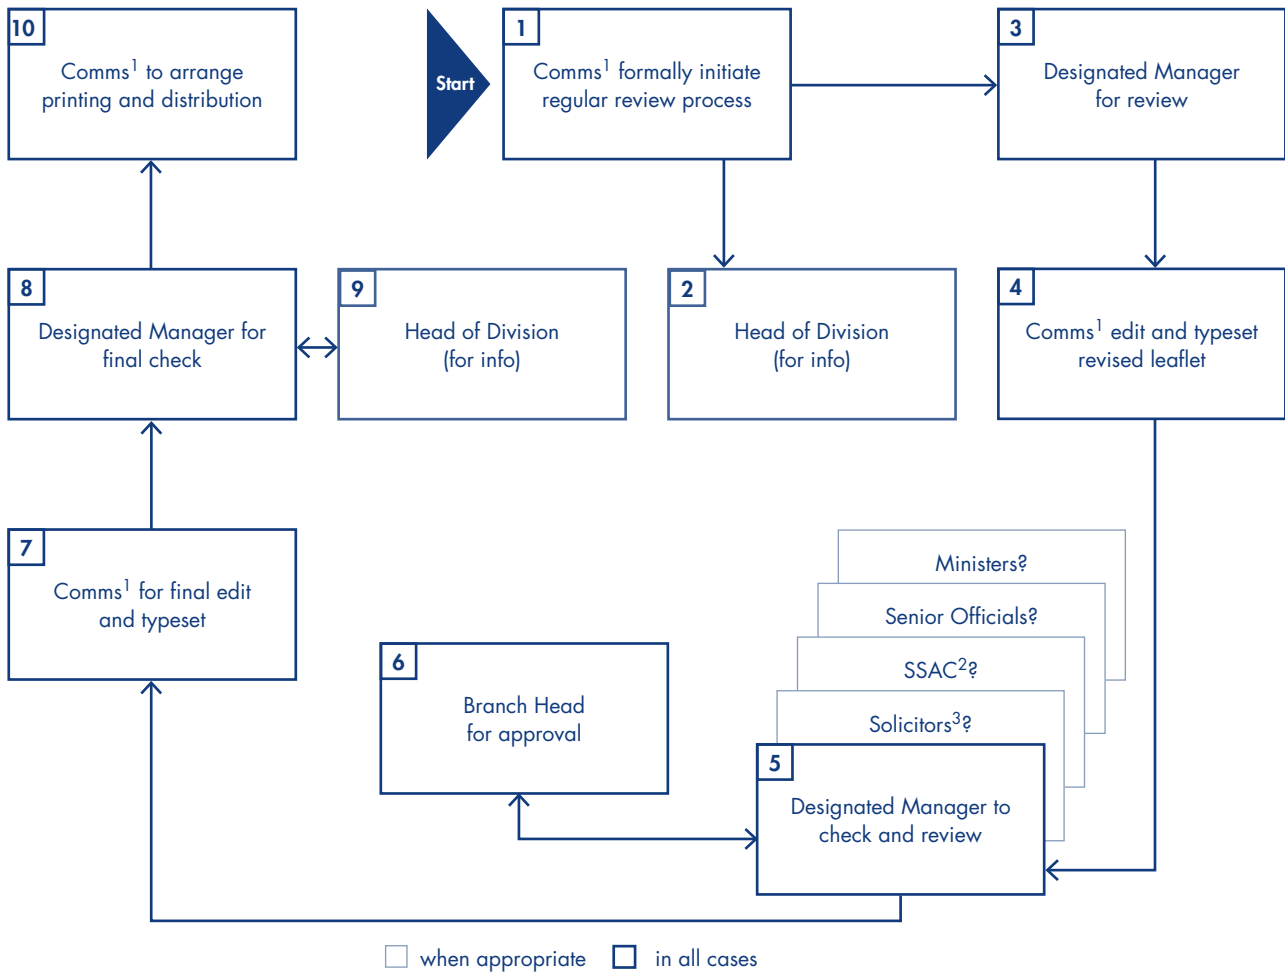 10
Comms¹ to arrange
printing and distribution
Start
1
Comms¹ formally initiate
regular review process
3
Designated Manager
for review
8
Designated Manager for
final check
9
Head of Division
(for info)
2
Head of Division
(for info)
4
Comms¹ edit and typeset
revised leaflet
7
Comms¹ for final edit
and typeset
Ministers?
Senior Officials?
SSAC²?
Solicitors³?
6
Branch Head
for approval
5
Designated Manager to
check and review
when appropriate
in all cases